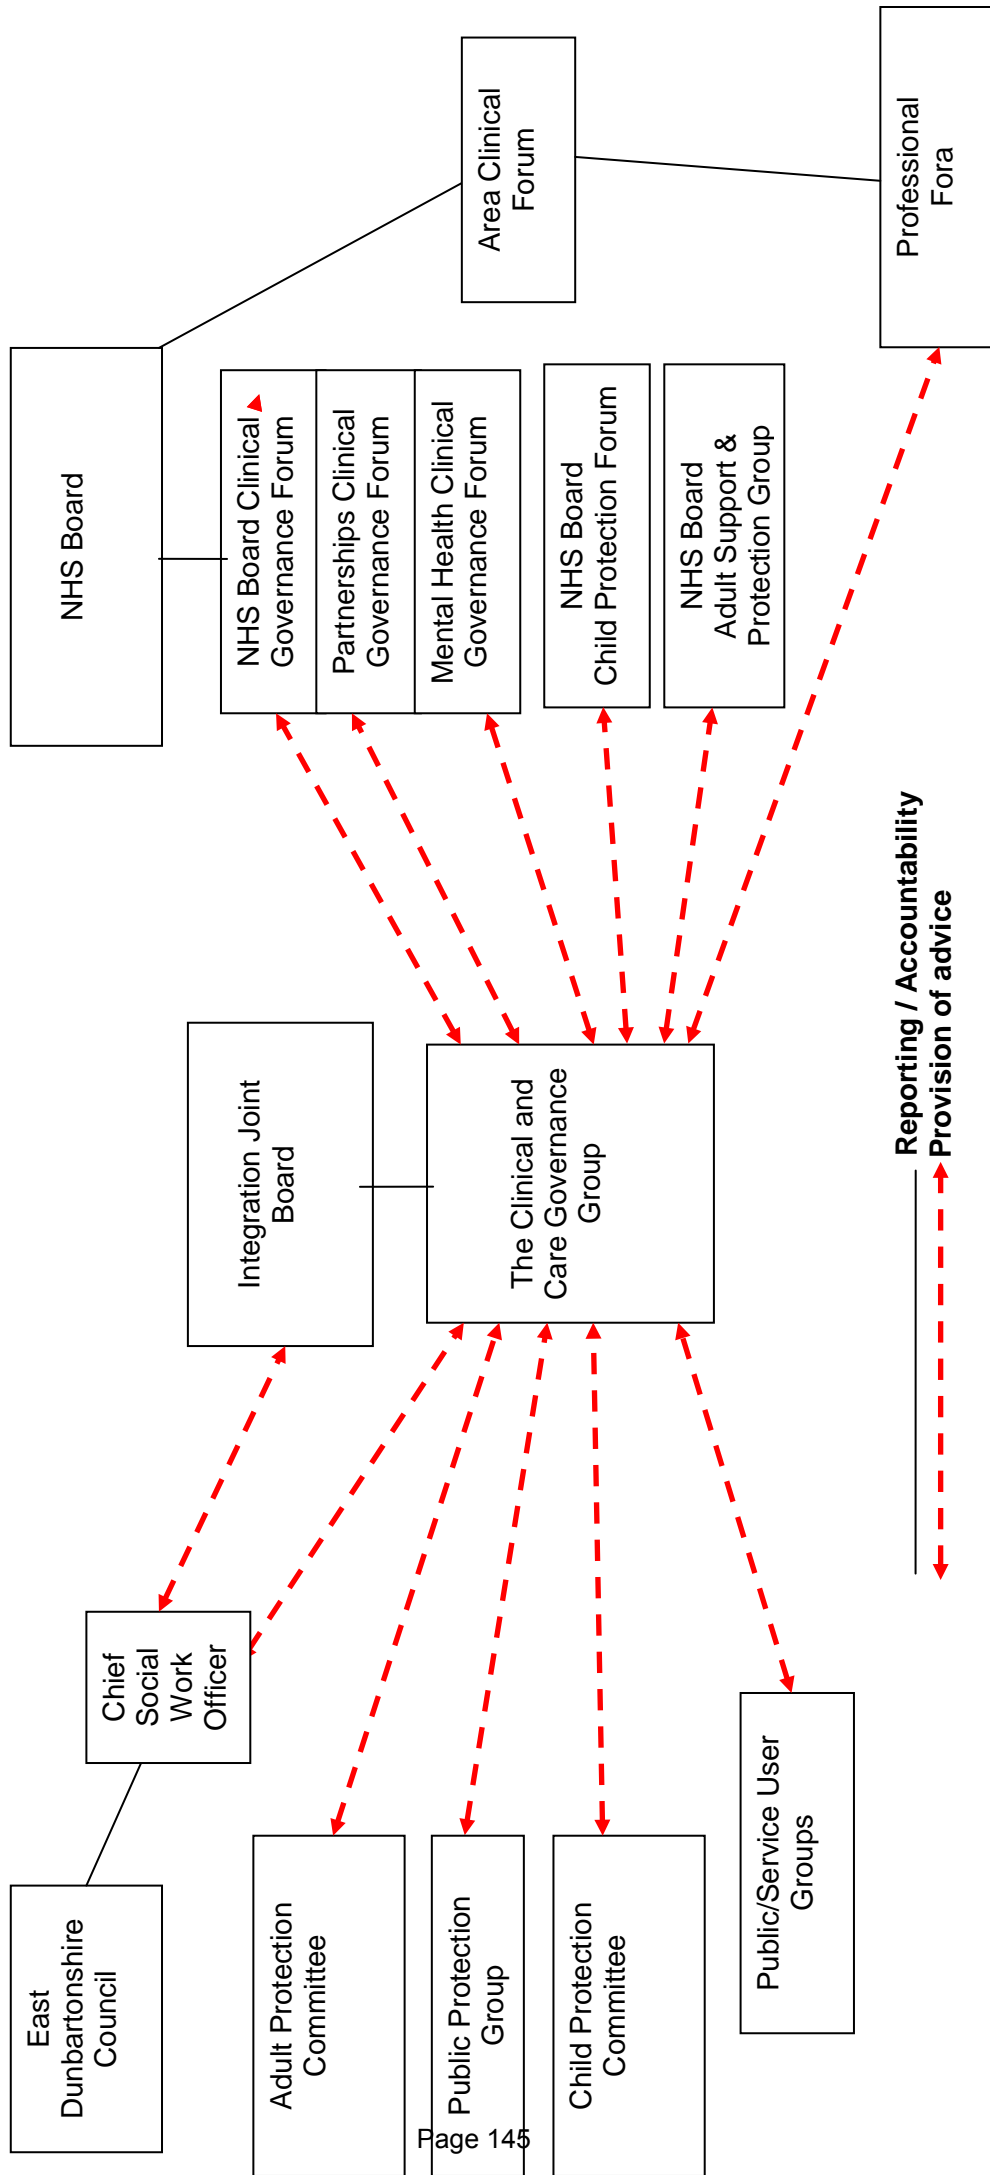 East
Dunbartonshire
Council
Chief
Social
Work
Officer
Integration Joint
Board
NHS Board
Adult Protection
Committee
Public Protection
Group
Child Protection
Committee
Public/Service User
Groups
The Clinical and
Care Governance
Group
NHS Board Clinical
Governance Forum
Partnerships Clinical
Governance Forum
Mental Health Clinical
Governance Forum
NHS Board
Child Protection Forum
NHS Board
Adult Support &
Protection Group
Area Clinical
Forum
Professional
Fora
Reporting / Accountability
Provision of advice
Page 145